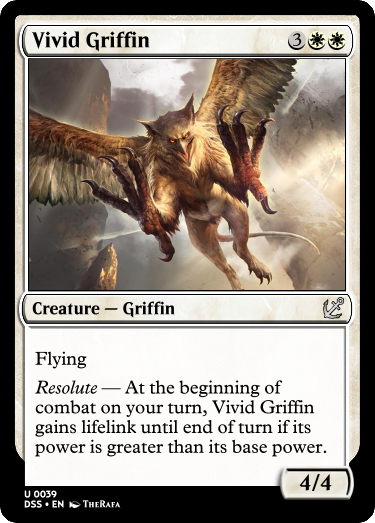 Vivid Griffin 3
Creature — Griffin
Flying
Resolute — At the beginning of
combat on your turn, Vivid Griffin
gains lifelink until end of turn if its
power is greater than its base power.
4/4
U 0039
DSS • EN TheRafa